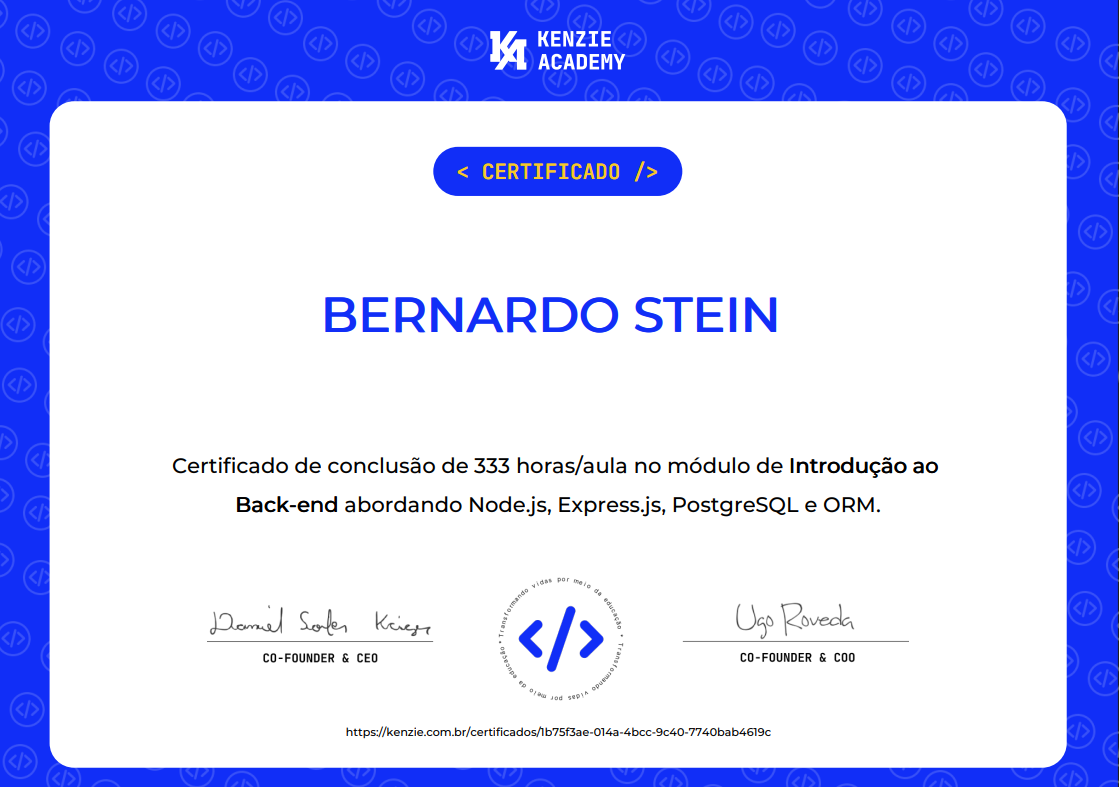 KENZIE
ACADEMY
< CERTIFICADO />
BERNARDO STEIN
Certificado de conclusão de 333 horas/aula no módulo de Introdução ao
Back-end abordando Node.js, Express.js, PostgreSQL e ORM.
Daniel Sofer Krieger
Ugo Roveda
CO-FOUNDER & CEO
CO-FOUNDER & COO
Transformando vidas por meio da educação • Transformando vidas por meio da educação •
https://kenzie.com.br/certificados/1b75f3ae-014a-4bcc-9c40-7740bab4619c